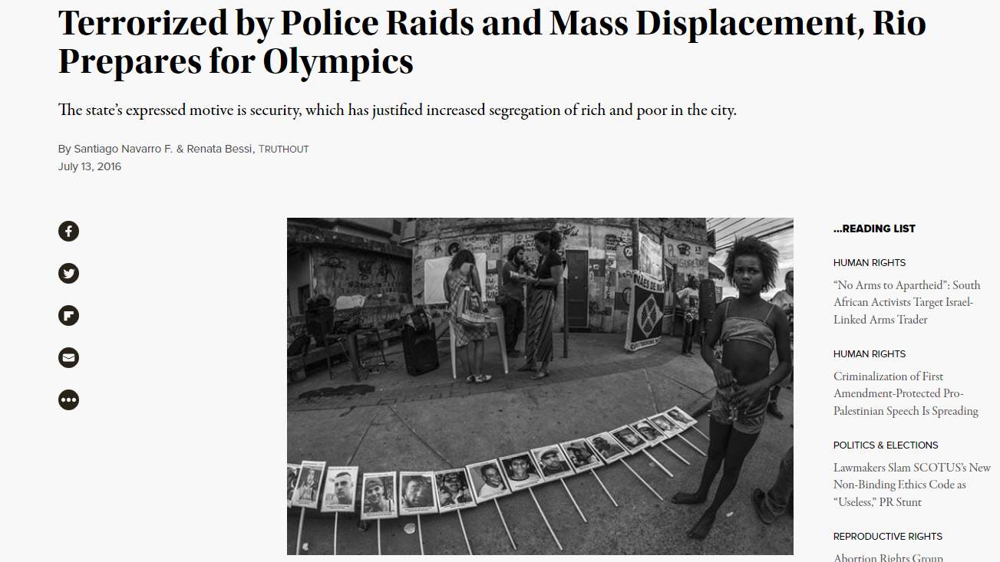 Terrorized by Police Raids and Mass Displacement, Rio
Prepares for Olympics
The state’s expressed motive is security, which has justified increased segregation of rich and poor in the city.
By Santiago Navarro F. & Renata Bessi, TRUTHOUT
July 13, 2016
MÃES DE MA
...READING LIST
HUMAN RIGHTS
“No Arms to Apartheid”: South
African Activists Target Israel-
Linked Arms Trader
HUMAN RIGHTS
Criminalization of First
Amendment-Protected Pro-
Palestinian Speech Is Spreading
POLITICS & ELECTIONS
Lawmakers Slam SCOTUS’s New
Non-Binding Ethics Code as
“Useless,” PR Stunt
REPRODUCTIVE RIGHTS
Abortion Rights Group